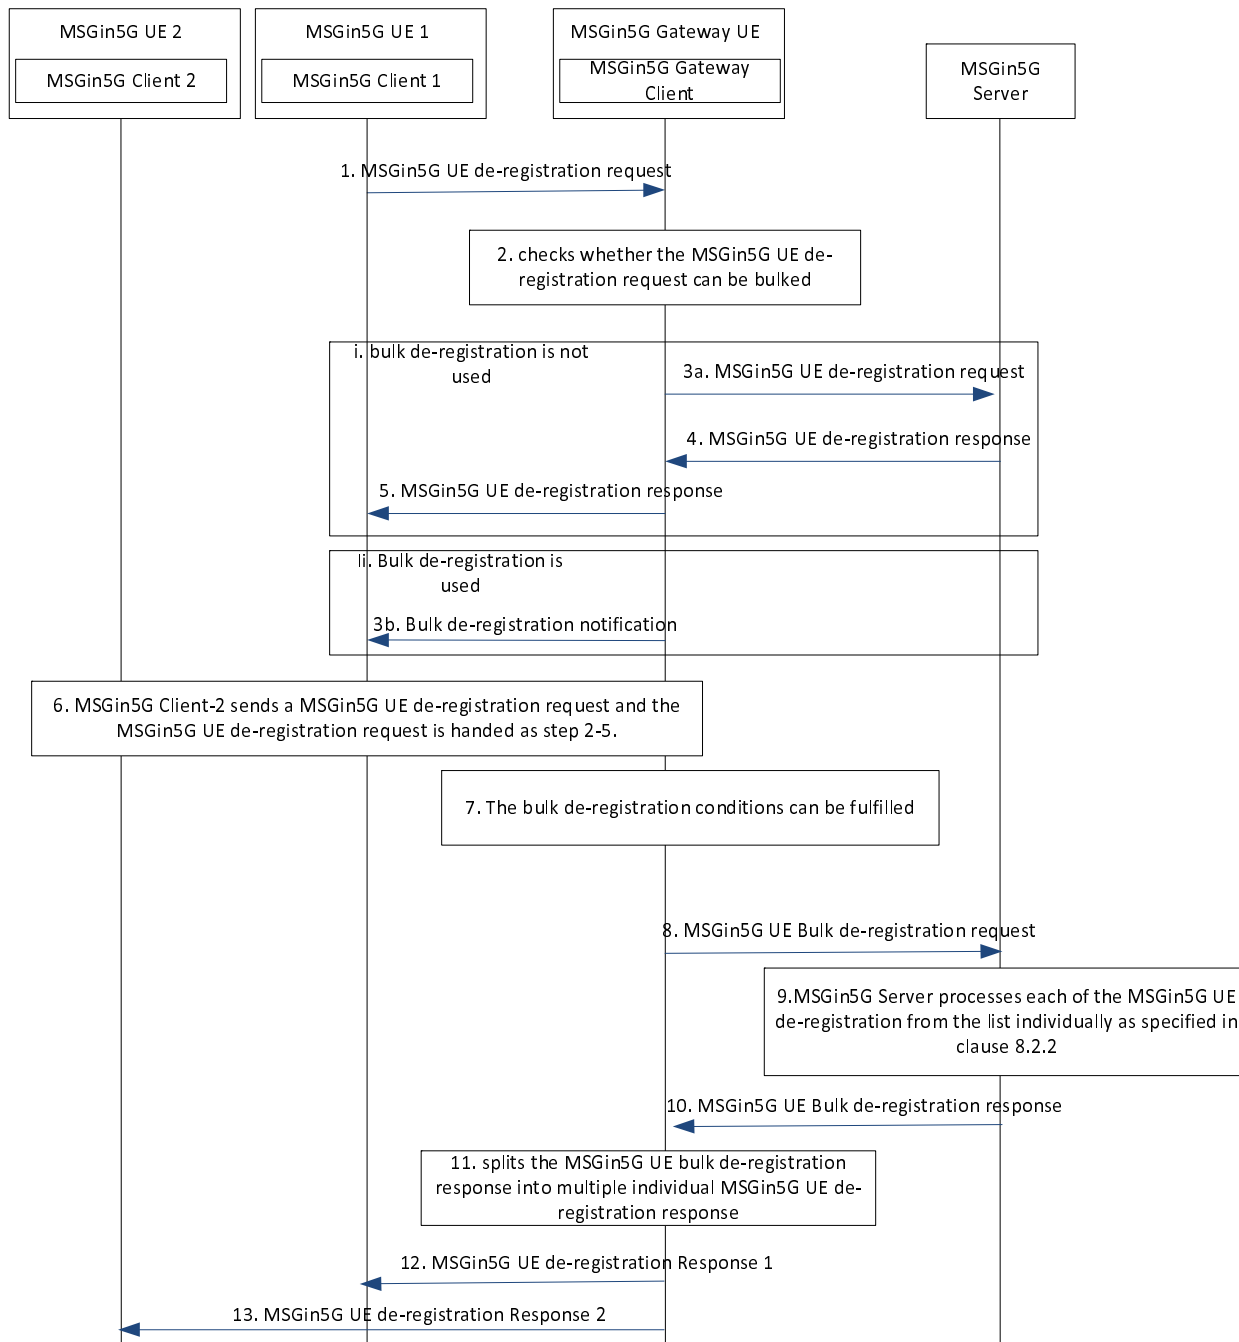 MSGin5G UE 2
MSGin5G Client 2
MSGin5G UE 1
MSGin5G Client 1
MSGin5G Gateway UE
MSGin5G Gateway
Client
MSGin5G
Server
1. MSGin5G UE de-registration request
2. checks whether the MSGin5G UE de-
registration request can be bulked
i. bulk de-registration is not
used
3a. MSGin5G UE de-registration request
4. MSGin5G UE de-registration response
5. MSGin5G UE de-registration response
Ii. Bulk de-registration is
used
3b. Bulk de-registration notification
6. MSGin5G Client-2 sends a MSGin5G UE de-registration request and the
MSGin5G UE de-registration request is handed as step 2-5.
7. The bulk de-registration conditions can be fulfilled
8. MSGin5G UE Bulk de-registration request
9.MSGin5G Server processes each of the MSGin5G UE
de-registration from the list individually as specified in
clause 8.2.2
10. MSGin5G UE Bulk de-registration response
11. splits the MSGin5G UE bulk de-registration
response into multiple individual MSGin5G UE de-
registration response
12. MSGin5G UE de-registration Response 1
13. MSGin5G UE de-registration Response 2